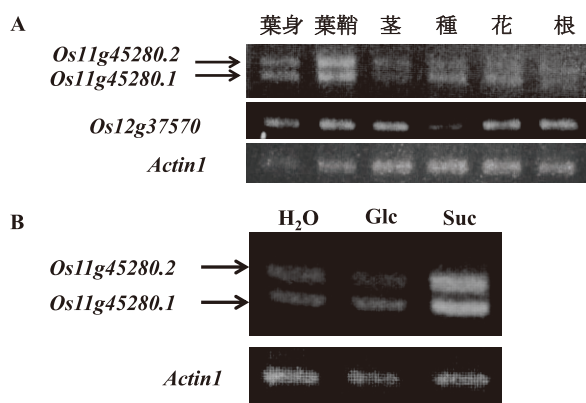 A
葉身 葉鞘 茎 種 花 根
Os11g45280.2
Os11g45280.1
Os12g37570
Actin1
B
H₂O Glc Suc
Os11g45280.2
Os11g45280.1
Actin1